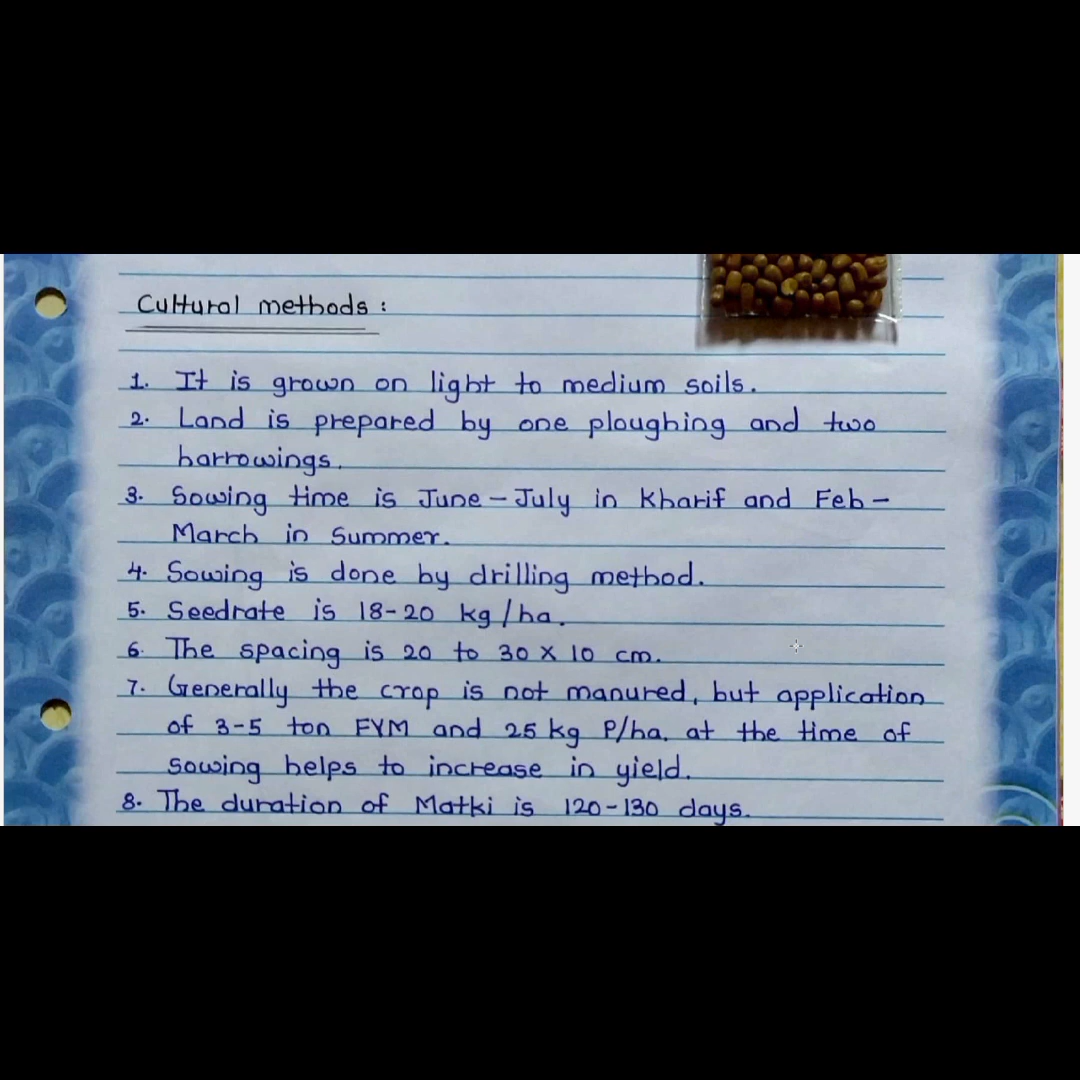 Cultural methods :
1. It is grown on light to medium soils.
2. Land is prepared by one ploughing and two
harrowings.
3. Sowing time is June - July in Kharif and Feb -
March in Summer.
4. Sowing is done by drilling method.
5. Seedrate is 18-20 kg/ha.
6. The spacing is 20 to 30 x 10 cm.
7. Generally the crop is not manured, but application
of 3-5 ton FYM and 25 kg P/ha. at the time of
sowing helps to increase in yield.
8. The duration of Matki is 120-130 days.